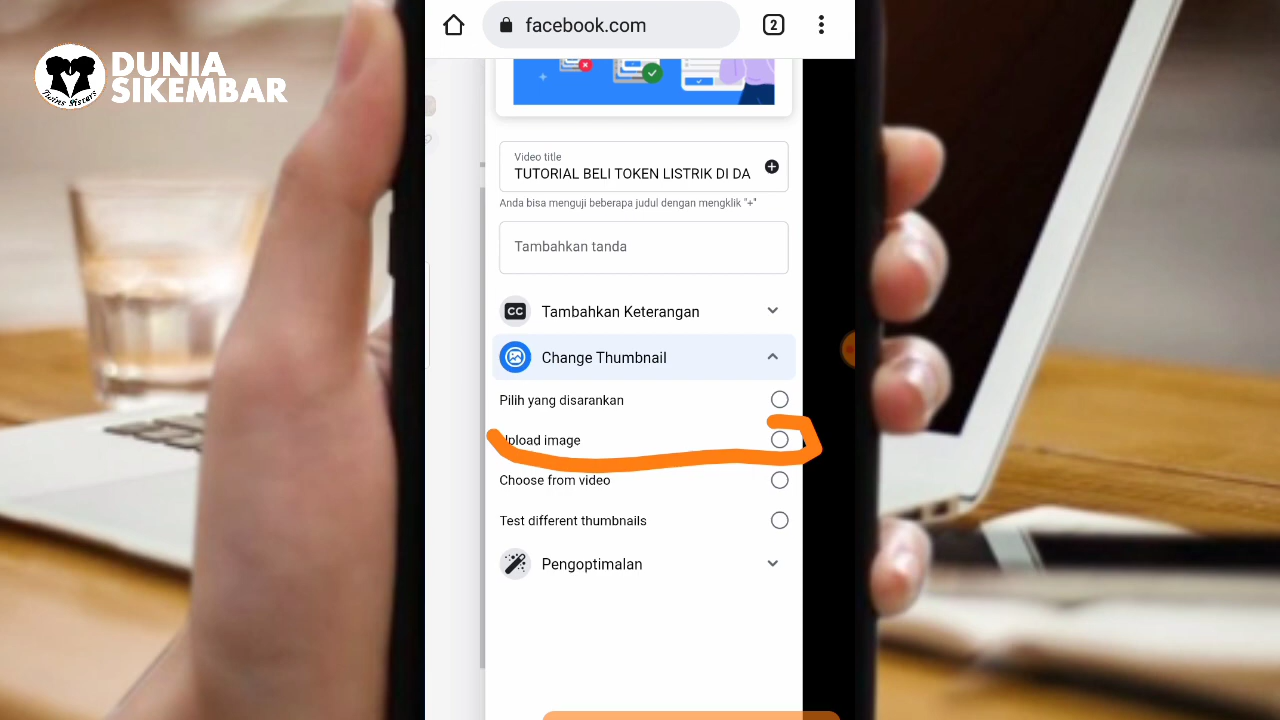 DUNIA
SIKEMBAR
Twins Sisters
facebook.com
2
Video title
TUTORIAL BELI TOKEN LISTRIK DI DA
Anda bisa menguji beberapa judul dengan mengklik "+"
Tambahkan tanda
CC
Tambahkan Keterangan
Change Thumbnail
Pilih yang disarankan
Upload image
Choose from video
Test different thumbnails
Pengoptimalan